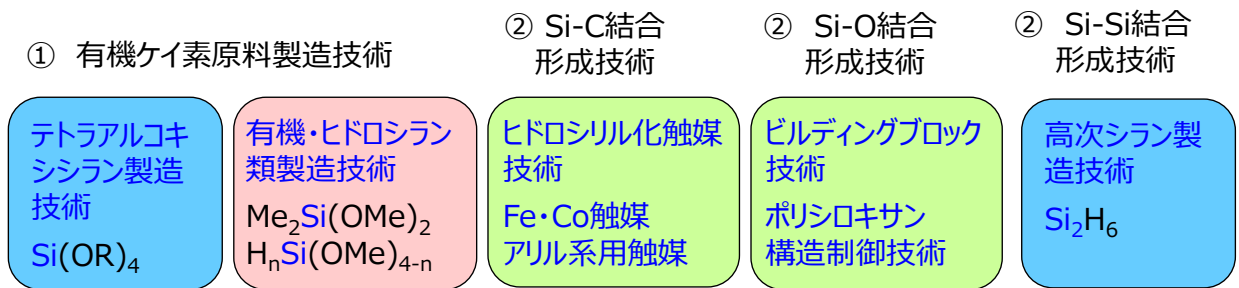 ① 有機ケイ素原料製造技術
② Si-C結合
形成技術
② Si-O結合
形成技術
② Si-Si結合
形成技術
テトラアルコキ
シシラン製造
技術
Si(OR)₄
有機・ヒドロシラン
類製造技術
Me₂Si(OMe)₂
HₙSi(OMe)₄₋ₙ
ヒドロシリル化触媒
技術
Fe・Co触媒
アリル系用触媒
ビルディングブロック
技術
ポリシロキサン
構造制御技術
高次シラン製
造技術
Si₂H₆